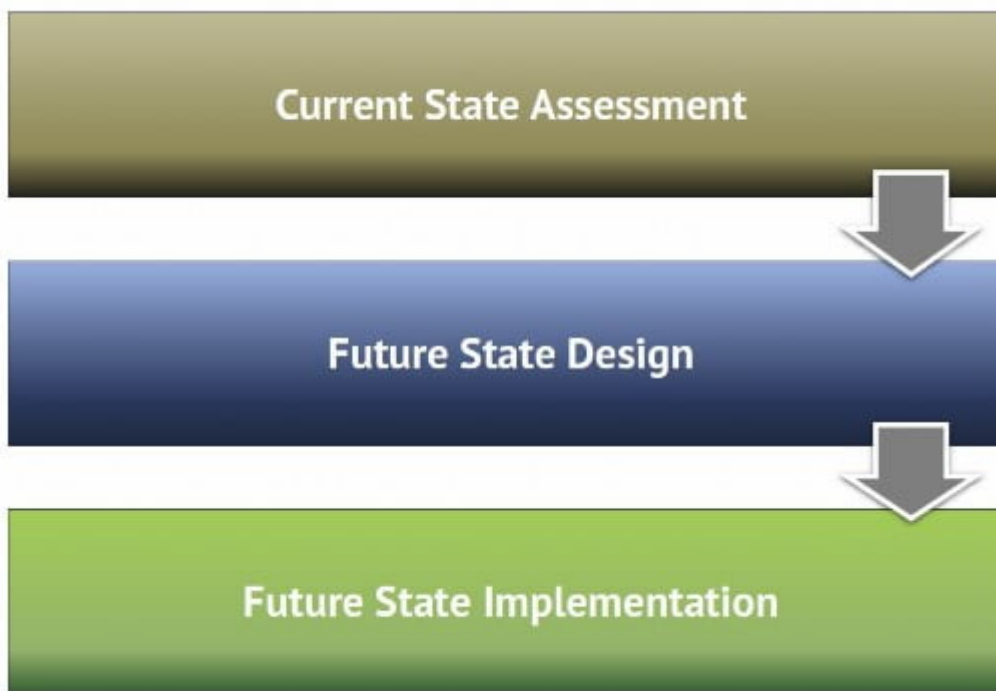 Current State Assessment
Future State Design
Future State Implementation